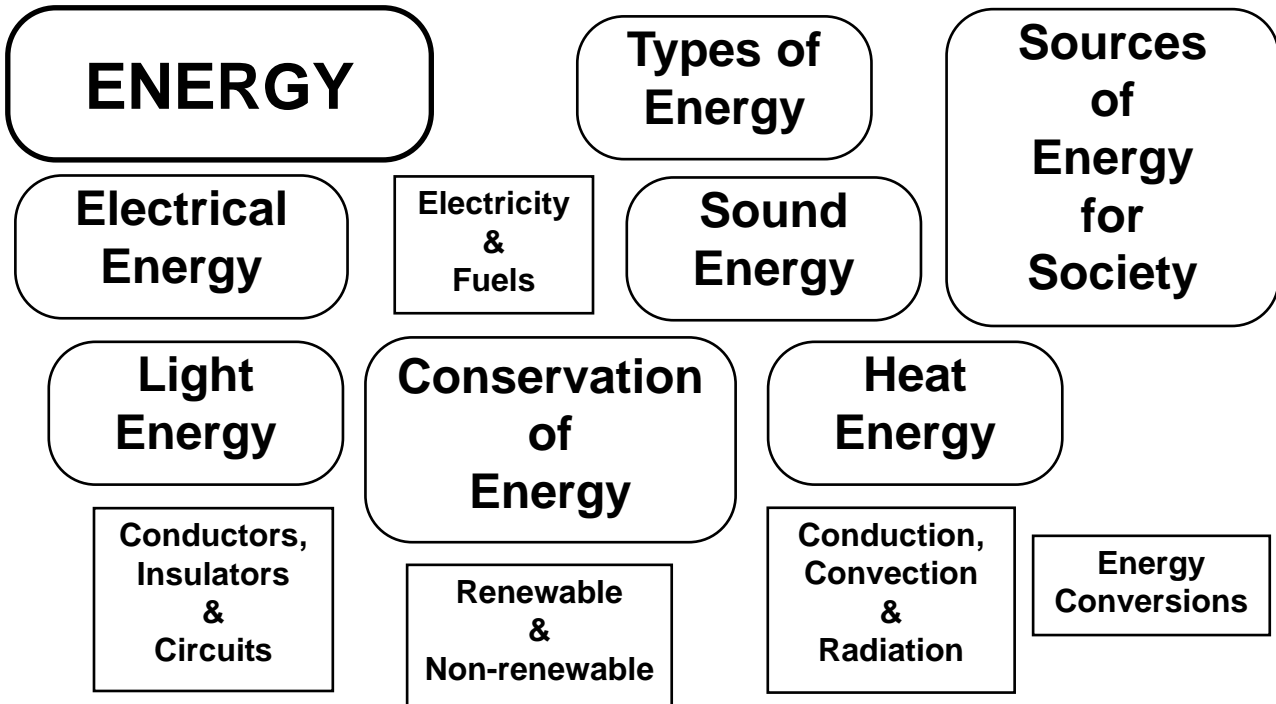 ENERGY
Types of
Energy
Sources
of
Energy
for
Society
Electrical
Energy
Electricity
&
Fuels
Sound
Energy
Light
Energy
Conservation
of
Energy
Heat
Energy
Conductors,
Insulators
&
Circuits
Renewable
&
Non-renewable
Conduction,
Convection
&
Radiation
Energy
Conversions